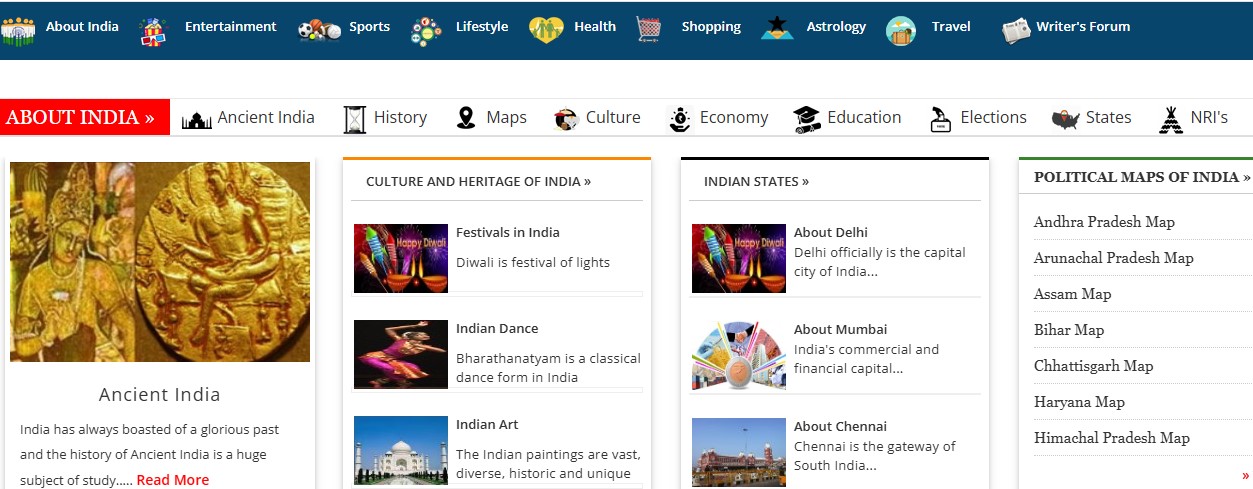 About India Entertainment Sports Lifestyle Health Shopping Astrology Travel Writer's Forum
ABOUT INDIA » Ancient India History Maps Culture Economy Education Elections States NRI's
Ancient India
India has always boasted of a glorious past
and the history of Ancient India is a huge
subject of study..... Read More
CULTURE AND HERITAGE OF INDIA »
Happy Diwali
Festivals in India
Diwali is festival of lights
Indian Dance
Bharathanatyam is a classical
dance form in India
Indian Art
The Indian paintings are vast,
diverse, historic and unique
INDIAN STATES »
Happy Diwali
About Delhi
Delhi officially is the capital
city of India...
About Mumbai
India's commercial and
financial capital...
About Chennai
Chennai is the gateway of
South India...
POLITICAL MAPS OF INDIA »
Andhra Pradesh Map
Arunachal Pradesh Map
Assam Map
Bihar Map
Chhattisgarh Map
Haryana Map
Himachal Pradesh Map
»